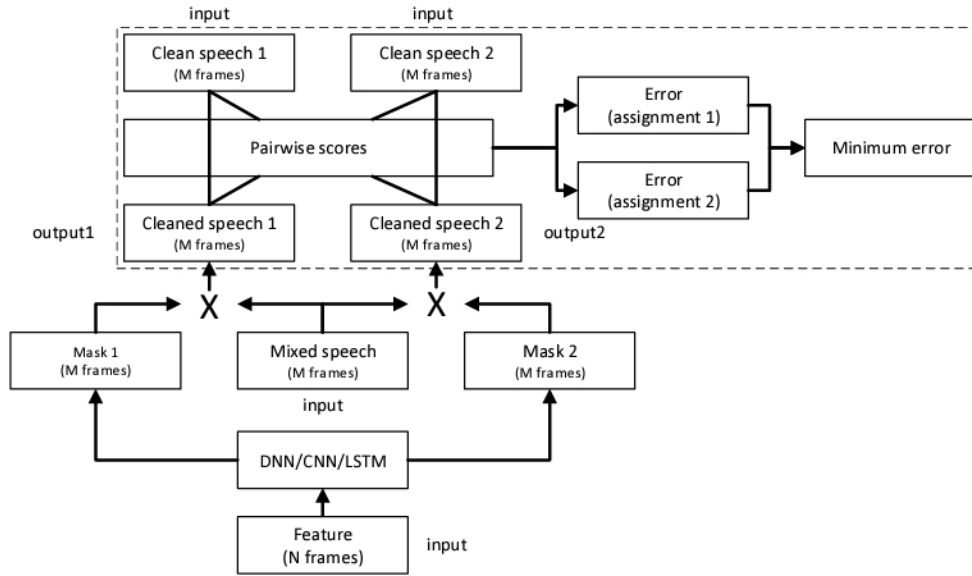 input
input
Clean speech 1
(M frames)
Clean speech 2
(M frames)
Pairwise scores
Error
(assignment 1)
Error
(assignment 2)
Minimum error
output1
Cleaned speech 1
(M frames)
Cleaned speech 2
(M frames)
output2
X
X
Mask 1
(M frames)
Mixed speech
(M frames)
Mask 2
(M frames)
input
DNN/CNN/LSTM
Feature
(N frames)
input